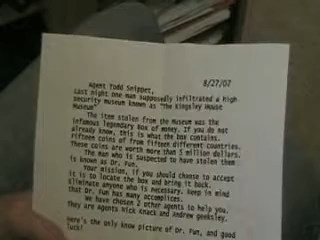 8/27/07
Agent Todd Snippet,
Last night one man supposedly infiltrated a high
security museum known as "The Kingsley House
Museum"
The item stolen from the museum was the
infamous legendary box of money. If you do not
already know, this is what the box contains.
Fifteen coins of from fifteen different countries.
These coins are worth more than 5 million dollers.
The man who is suspected to have stolen them
is known as Dr. Fun.
Your mission, if you should choose to accept
it is to locate the box and bring it back.
Eliminate anyone who is necessary. keep in mind
that Dr. Fun has many accomplices.
We have chosen 2 other agents to help you.
They are Agents Nick Knack and Andrew geeksley.
Here's the only know picture of Dr. Fun, and good
luck!